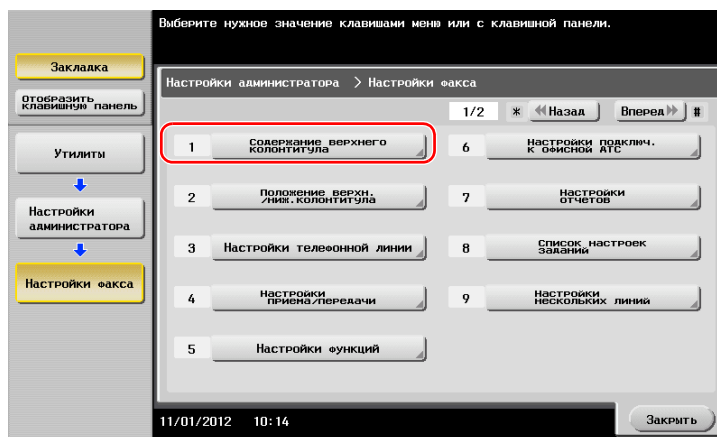 Выберите нужное значение клавишами меню или с клавишной панели.
Закладка
Отобразить
клавишную панель
Утилиты
Настройки
администратора
Настройки факса
Настройки администратора > Настройки факса
1/2 * Назад Вперед #
1 Содержание верхнего
колонтитула
2 Положение верхн.
/ниж.колонтитула
3 Настройки телефонной линии
4 Настройки
приема/передачи
5 Настройки функций
6 Настройки подключ.
к офисной АТС
7 Настройки
отчетов
8 Список настроек
заданий
9 Настройки
нескольких линий
11/01/2012 10:14
Закрыть